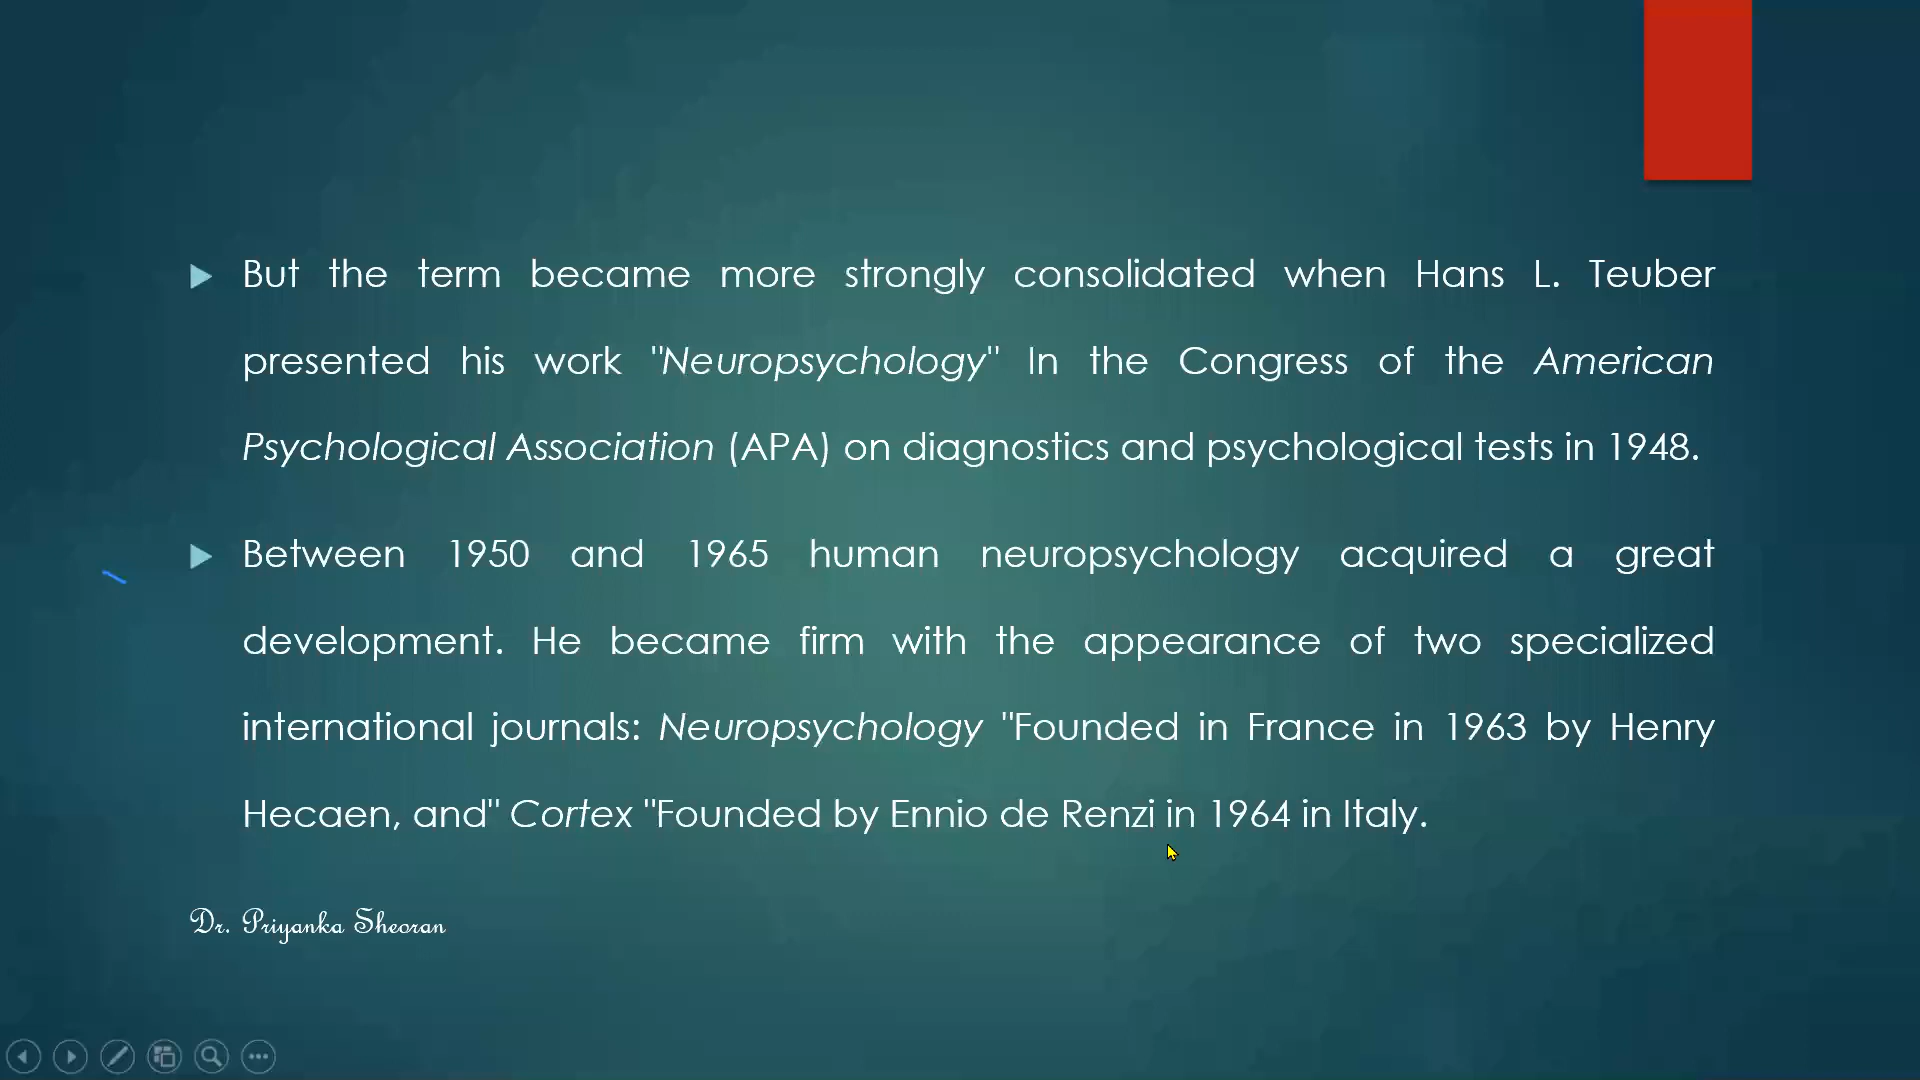 But the term became more strongly consolidated when Hans L. Teuber
presented his work "Neuropsychology" In the Congress of the American
Psychological Association (APA) on diagnostics and psychological tests in 1948.
Between 1950 and 1965 human neuropsychology acquired a great
development. He became firm with the appearance of two specialized
international journals: Neuropsychology "Founded in France in 1963 by Henry
Hecaen, and" Cortex "Founded by Ennio de Renzi in 1964 in Italy.
Dr. Priyanka Sheoran